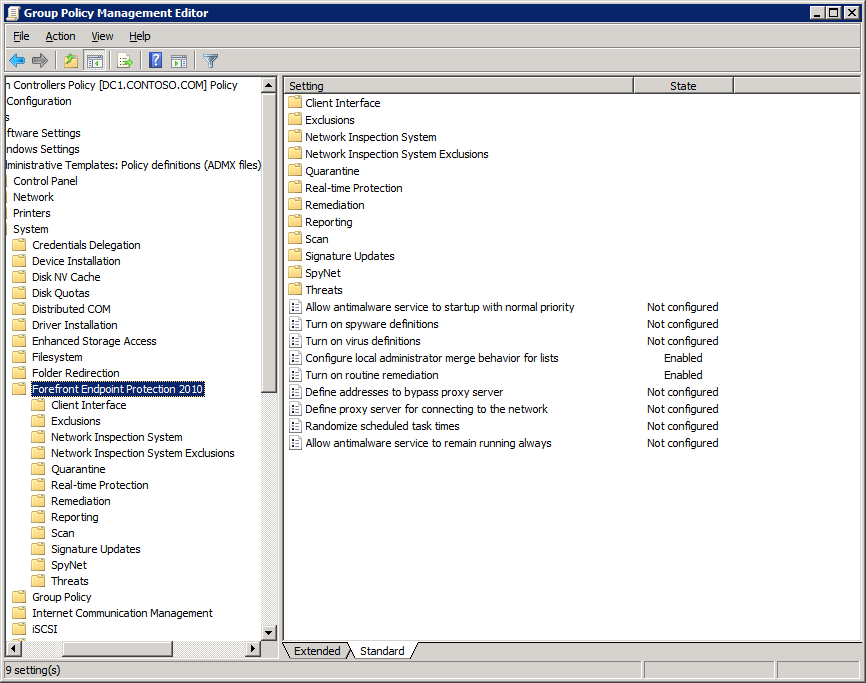 Group Policy Management Editor
File Action View Help
n Controllers Policy [DC1.CONTOSO.COM] Policy
Configuration
s
ftware Settings
ndows Settings
ministrative Templates: Policy definitions (ADMX files)
Control Panel
Network
Printers
System
Credentials Delegation
Device Installation
Disk NV Cache
Disk Quotas
Distributed COM
Driver Installation
Enhanced Storage Access
Filesystem
Folder Redirection
Forefront Endpoint Protection 2010
Client Interface
Exclusions
Network Inspection System
Network Inspection System Exclusions
Quarantine
Real-time Protection
Remediation
Reporting
Scan
Signature Updates
SpyNet
Threats
Group Policy
Internet Communication Management
iSCSI
Setting State
Client Interface
Exclusions
Network Inspection System
Network Inspection System Exclusions
Quarantine
Real-time Protection
Remediation
Reporting
Scan
Signature Updates
SpyNet
Threats
Allow antimalware service to startup with normal priority Not configured
Turn on spyware definitions Not configured
Turn on virus definitions Not configured
Configure local administrator merge behavior for lists Enabled
Turn on routine remediation Enabled
Define addresses to bypass proxy server Not configured
Define proxy server for connecting to the network Not configured
Randomize scheduled task times Not configured
Allow antimalware service to remain running always Not configured
Extended Standard
9 setting(s)